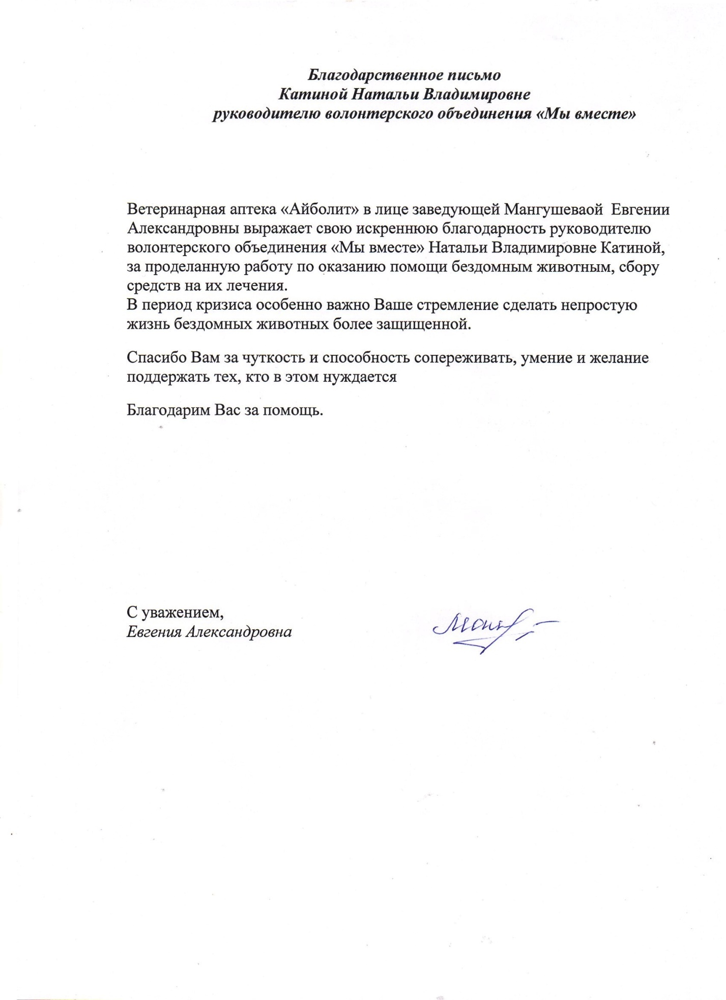 Благодарственное письмо
Катиной Натальи Владимировне
руководителю волонтерского объединения «Мы вместе»
Ветеринарная аптека «Айболит» в лице заведующей Мангушеваой Евгении
Александровны выражает свою искреннюю благодарность руководителю
волонтерского объединения «Мы вместе» Натальи Владимировне Катиной,
за проделанную работу по оказанию помощи бездомным животным, сбору
средств на их лечения.
В период кризиса особенно важно Ваше стремление сделать непростую
жизнь бездомных животных более защищенной.
Спасибо Вам за чуткость и способность сопереживать, умение и желание
поддержать тех, кто в этом нуждается
Благодарим Вас за помощь.
С уважением,
Евгения Александровна